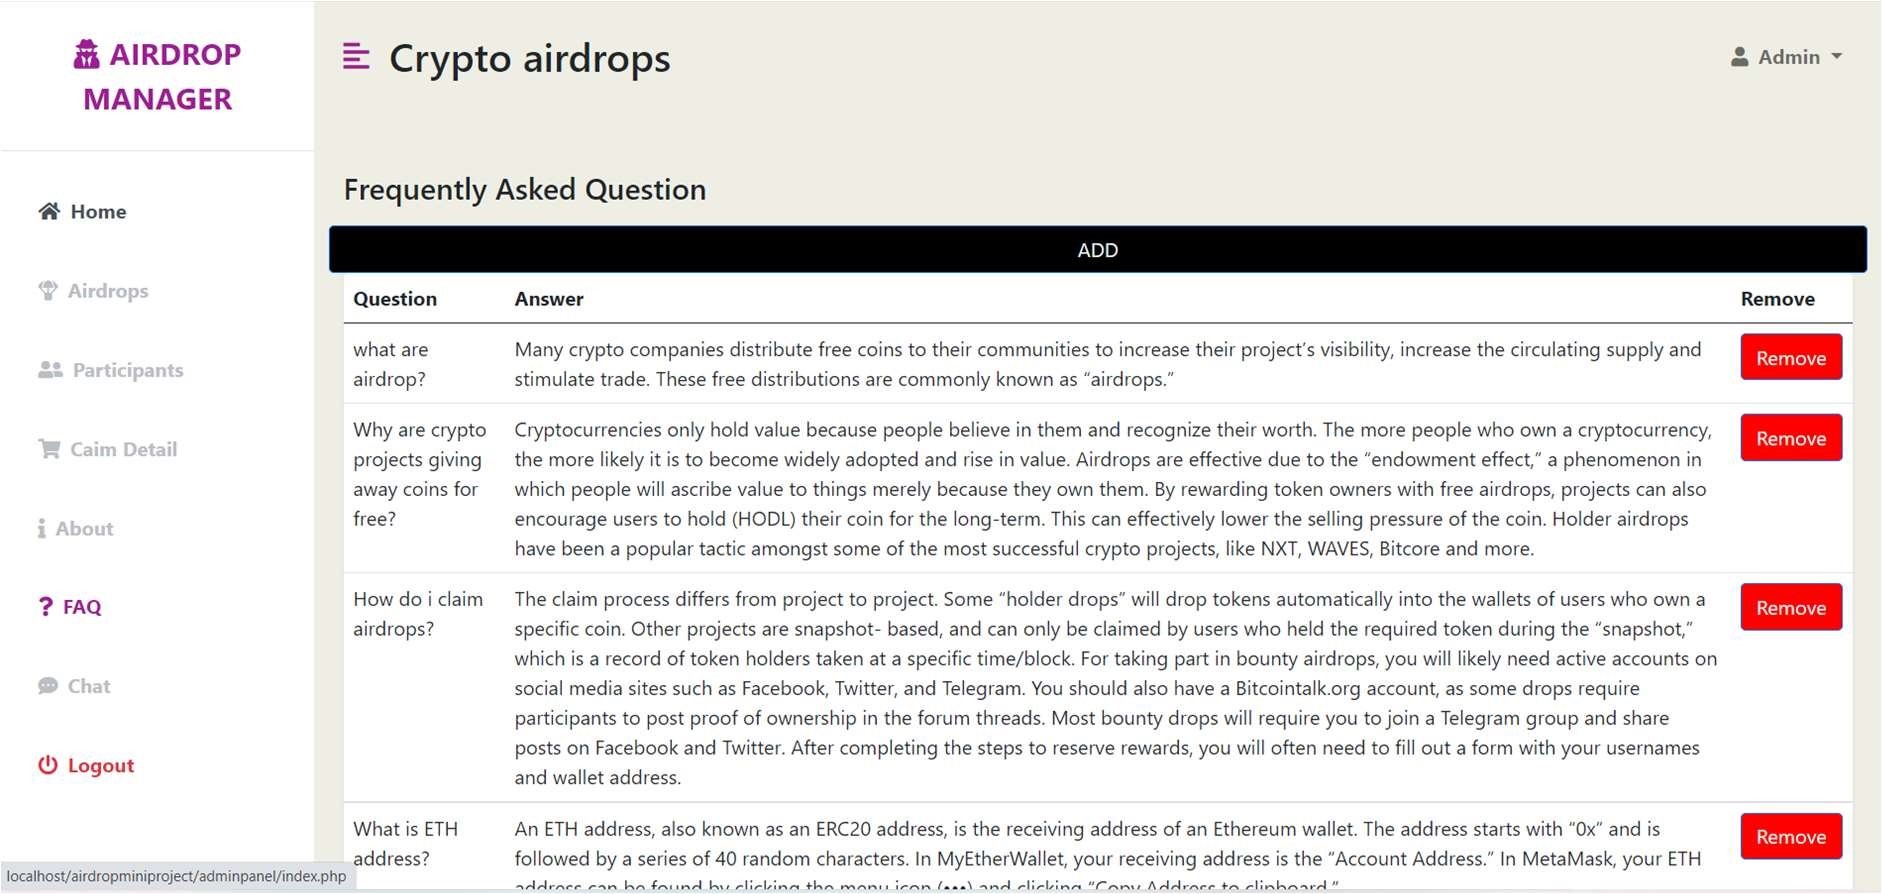 AIRDROP
MANAGER
Home
Airdrops
Participants
Caim Detail
About
FAQ
Chat
Logout
localhost/airdropminiproject/adminpanel/index.php
Crypto airdrops
Admin
Frequently Asked Question
ADD
Question Answer Remove
what are
airdrop?
Many crypto companies distribute free coins to their communities to increase their project’s visibility, increase the circulating supply and
stimulate trade. These free distributions are commonly known as “airdrops.”
Remove
Why are crypto
projects giving
away coins for
free?
Cryptocurrencies only hold value because people believe in them and recognize their worth. The more people who own a cryptocurrency,
the more likely it is to become widely adopted and rise in value. Airdrops are effective due to the “endowment effect,” a phenomenon in
which people will ascribe value to things merely because they own them. By rewarding token owners with free airdrops, projects can also
encourage users to hold (HODL) their coin for the long-term. This can effectively lower the selling pressure of the coin. Holder airdrops
have been a popular tactic amongst some of the most successful crypto projects, like NXT, WAVES, Bitcore and more.
Remove
How do i claim
airdrops?
The claim process differs from project to project. Some “holder drops” will drop tokens automatically into the wallets of users who own a
specific coin. Other projects are snapshot- based, and can only be claimed by users who held the required token during the “snapshot,”
which is a record of token holders taken at a specific time/block. For taking part in bounty airdrops, you will likely need active accounts on
social media sites such as Facebook, Twitter, and Telegram. You should also have a Bitcointalk.org account, as some drops require
participants to post proof of ownership in the forum threads. Most bounty drops will require you to join a Telegram group and share
posts on Facebook and Twitter. After completing the steps to reserve rewards, you will often need to fill out a form with your usernames
and wallet address.
Remove
What is ETH
address?
An ETH address, also known as an ERC20 address, is the receiving address of an Ethereum wallet. The address starts with “0x” and is
followed by a series of 40 random characters. In MyEtherWallet, your receiving address is the “Account Address.” In MetaMask, your ETH
address can be found by clicking the menu icon (•••) and clicking “Copy Address to clipboard.”
Remove